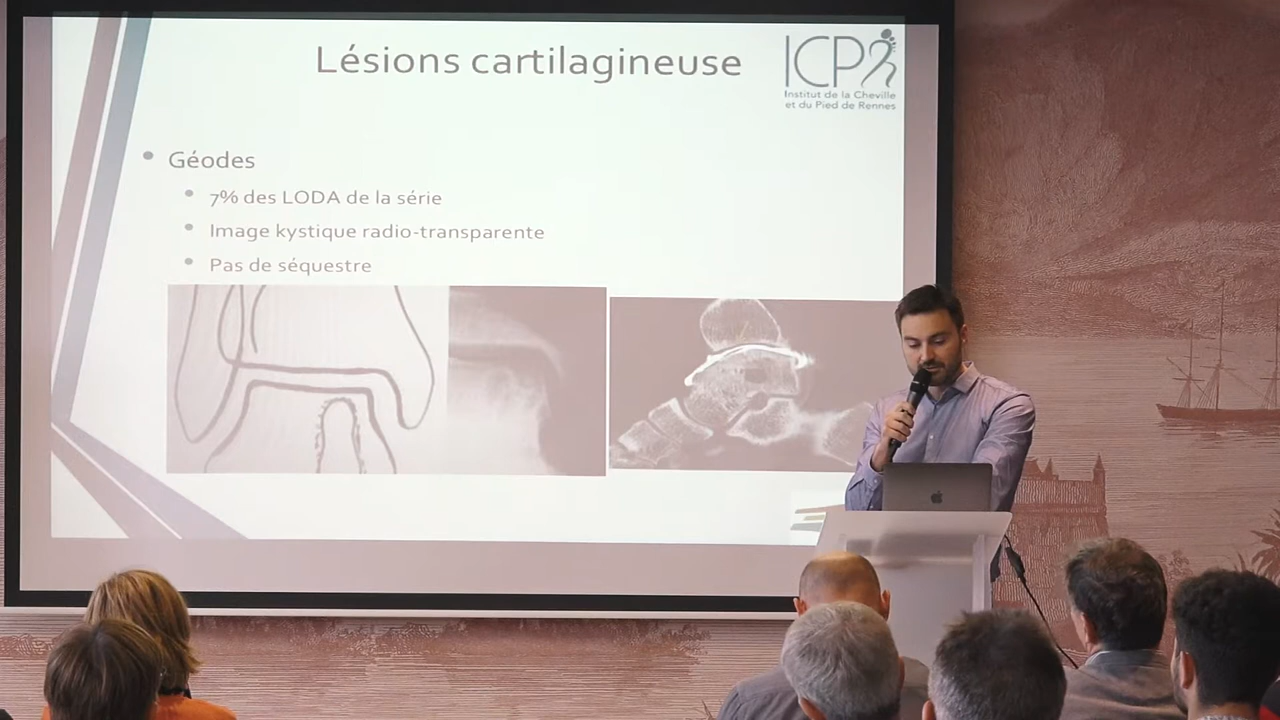 Lésions cartilagineuse
ICP
Institut de la Cheville
et du Pied de Rennes
Géodes
7% des LODA de la série
Image kystique radio-transparente
Pas de séquestre